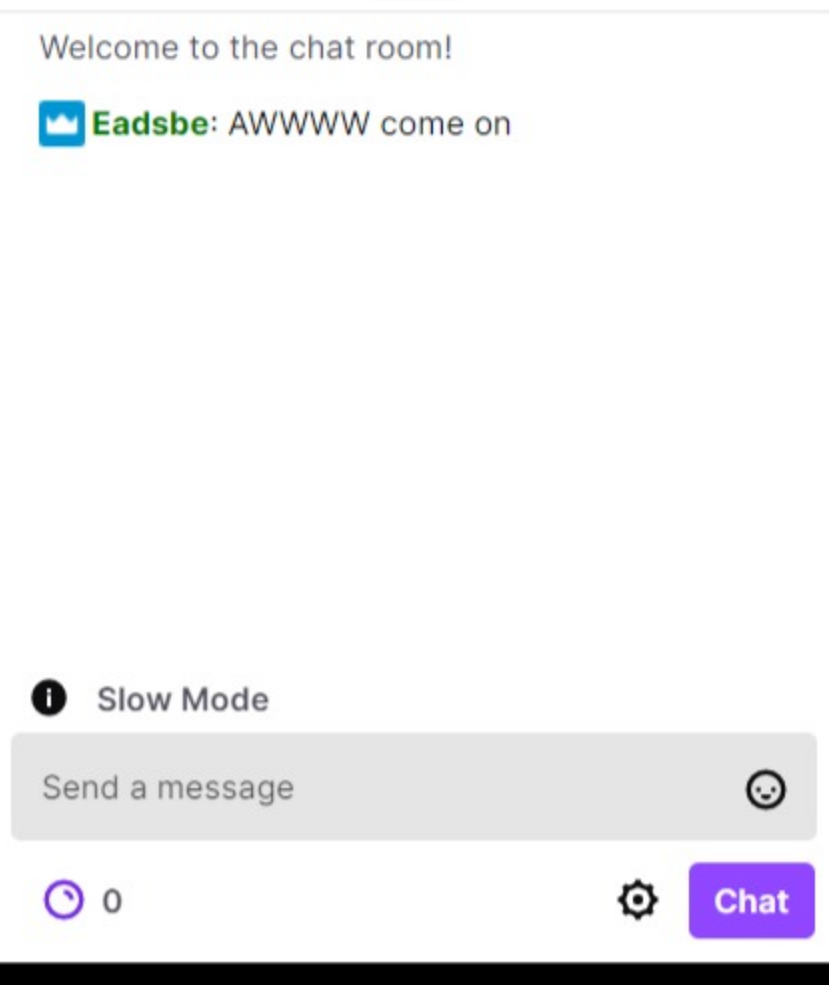 Welcome to the chat room!
Eadsbe: AWWWW come on
Slow Mode
Send a message
0
Chat